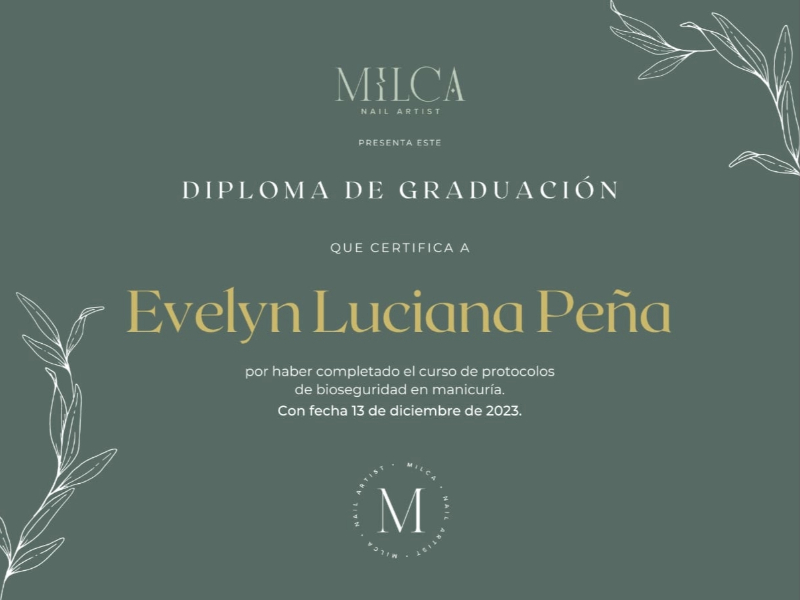 MILCA
NAIL ARTIST
PRESENTA ESTE
DIPLOMA DE GRADUACIÓN
QUE CERTIFICA A
Evelyn Luciana Peña
por haber completado el curso de protocolos
de bioseguridad en manicuría.
Con fecha 13 de diciembre de 2023.
MILCA • NAIL ARTIST • MILCA • NAIL ARTIST •
M